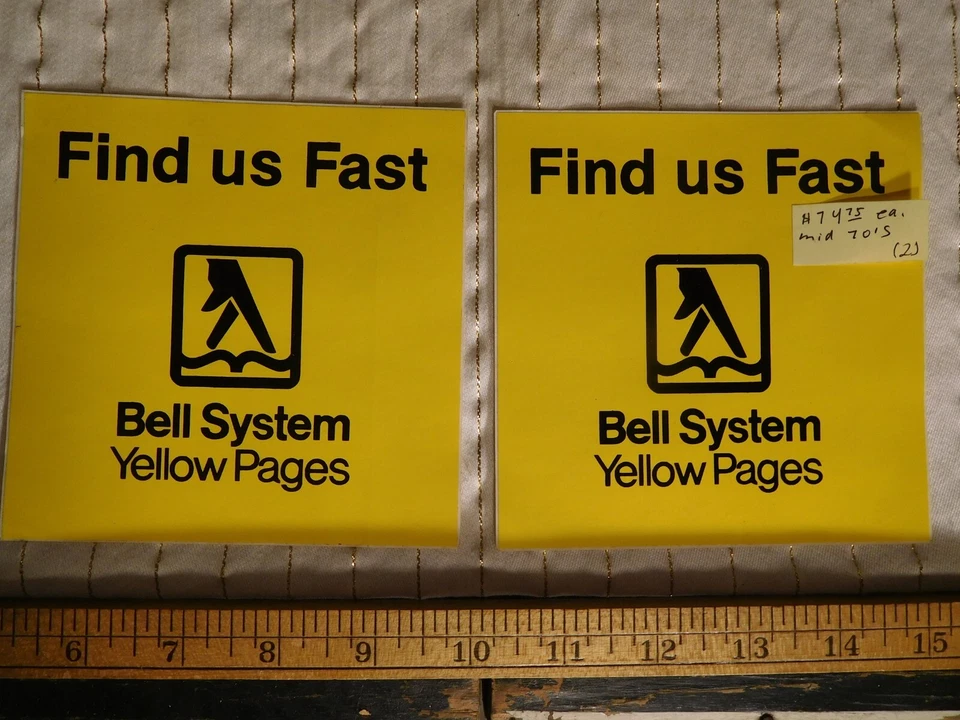 Find us Fast
Bell System
Yellow Pages
Find us Fast
Bell System
Yellow Pages
ea.
mid 70's
(2)
6 7 8 9 10 11 12 13 14 15